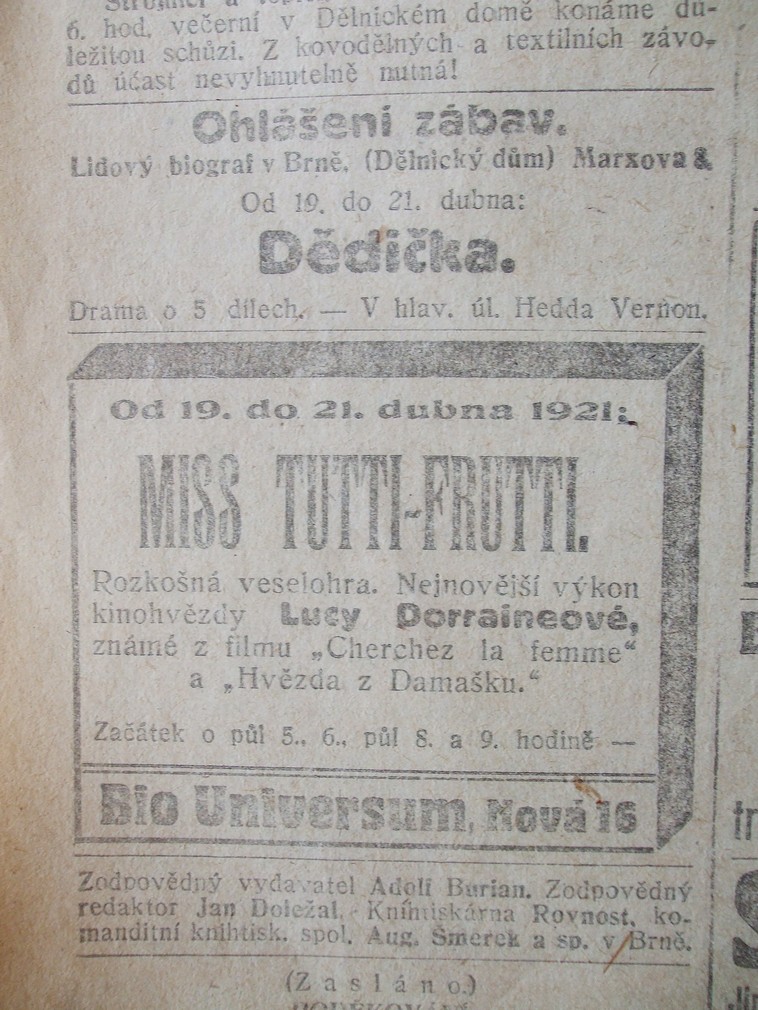 6. hod. večerní v Dělnickém domě konáme dů-
ležitou schůzi. Z kovodělných a textilních závo-
dů účast nevyhnutelně nutná!
Ohlášení zábav.
Lidový biograf v Brně, (Dělnický dům) Marxova
Od 19. do 21. dubna:
Dědička.
Drama o 5 dílech. — V hlav. úl. Hedda Vernon.
Od 19. do 21. dubna 1921:
MISS TUTTI-FRUTTI.
Rozkošná veselohra. Nejnovější výkon
kinohvězdy Lucy Dorraineové,
známé z filmu „Cherchez la femme“
a „Hvězda z Damašku.“
Začátek o půl 5., 6., půl 8. a 9. hodině —
Bio Universum, Nová 16
Zodpovědný vydavatel Adolf Burian. Zodpovědný
redaktor Jan Doležal. - Knihtiskárna Rovnost, ko-
manditní knihtisk. spol. Aug. Šmerek a sp. v Brně.
(Zasláno.)